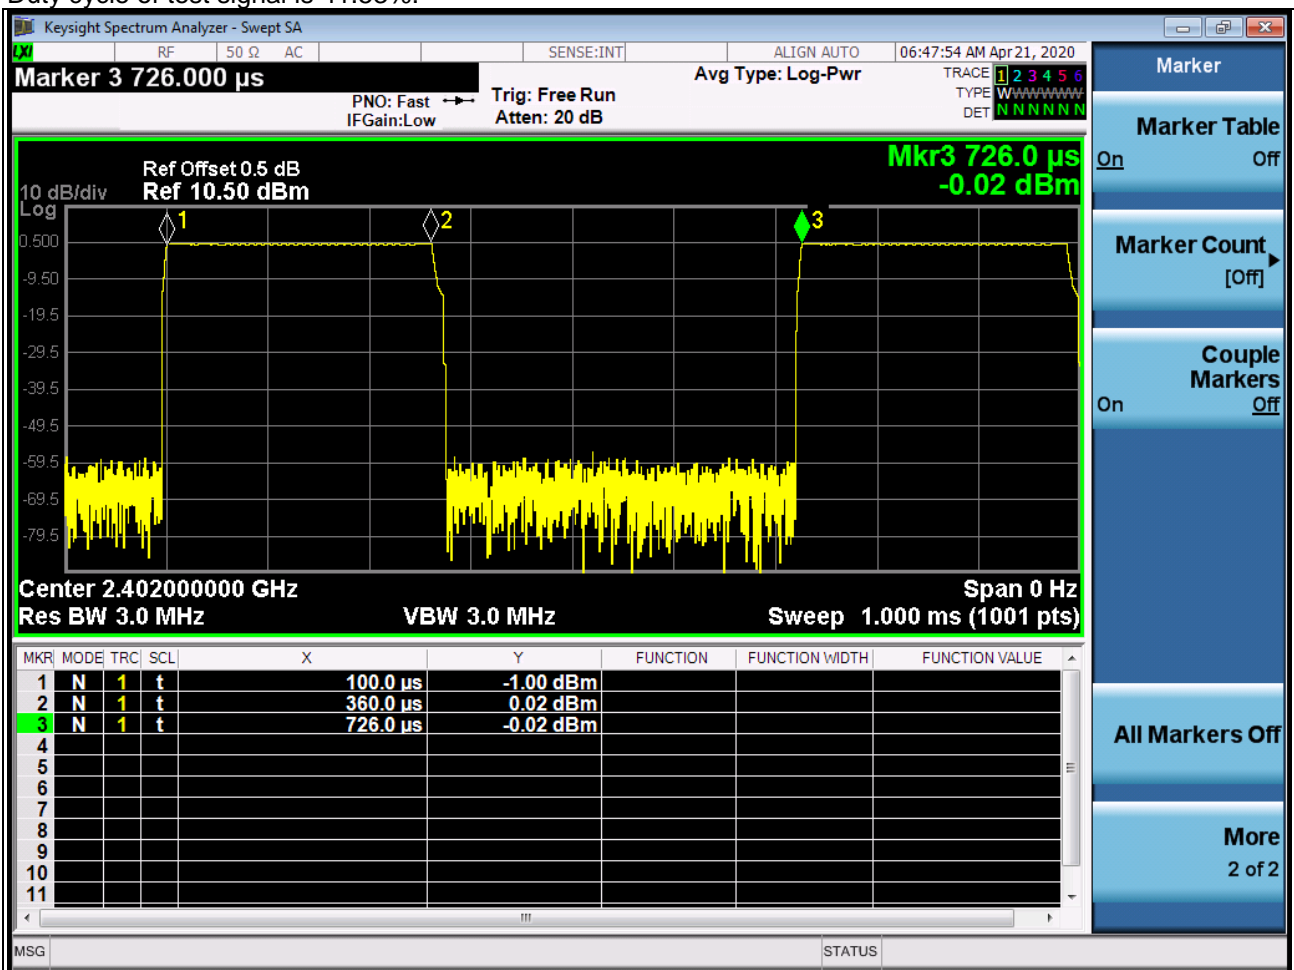 Keysight Spectrum Analyzer - Swept SA
LXI RF 50 Ω AC SENSE:INT ALIGN AUTO 06:47:54 AM Apr 21, 2020
Marker 3 726.000 µs
PNO: Fast
IFGain:Low
Trig: Free Run
Atten: 20 dB
Avg Type: Log-Pwr
TRACE 1 2 3 4 5 6
TYPE WWWWWWW
DET N N N N N N
Mkr3 726.0 µs
-0.02 dBm
Ref Offset 0.5 dB
10 dB/div Ref 10.50 dBm
Log
1
2
3
0.500
-9.50
-19.5
-29.5
-39.5
-49.5
-59.5
-69.5
-79.5
Center 2.402000000 GHz Span 0 Hz
Res BW 3.0 MHz VBW 3.0 MHz Sweep 1.000 ms (1001 pts)
MKR MODE TRC SCL X Y FUNCTION FUNCTION WIDTH FUNCTION VALUE
1 N 1 t 100.0 µs -1.00 dBm
2 N 1 t 360.0 µs 0.02 dBm
3 N 1 t 726.0 µs -0.02 dBm
4
5
6
7
8
9
10
11
MSG STATUS
Marker
Marker Table
On Off
Marker Count
[Off]
Couple
Markers
On Off
All Markers Off
More
2 of 2